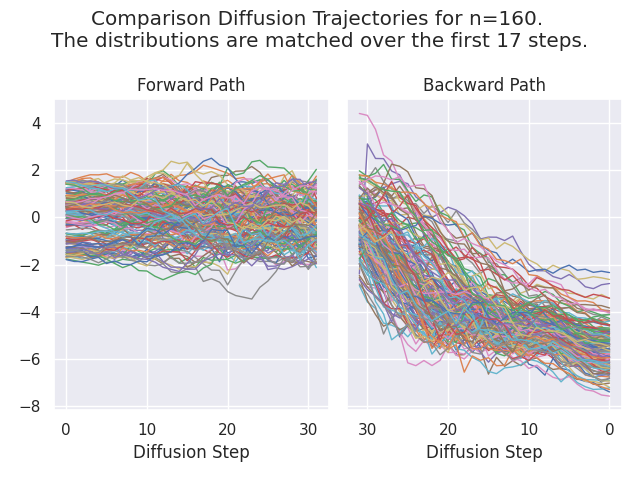 Comparison Diffusion Trajectories for n=160.
The distributions are matched over the first 17 steps.
Forward Path
Backward Path
4
2
0
−2
−4
−6
−8
0 10 20 30
30 20 10 0
Diffusion Step
Diffusion Step